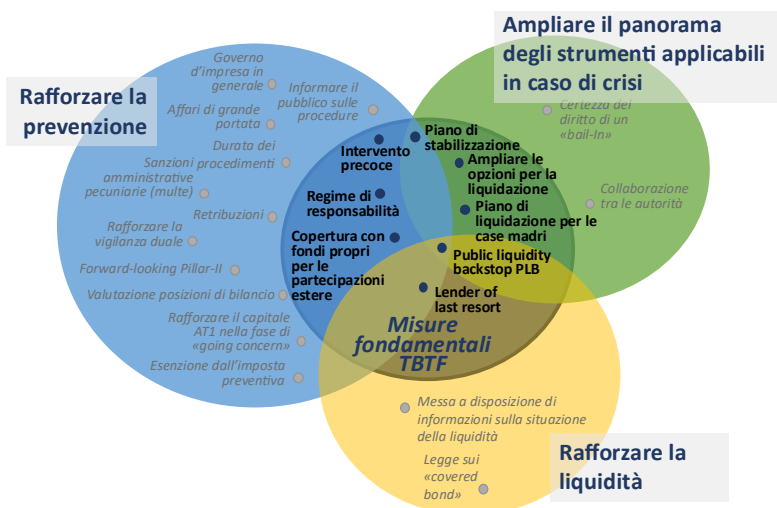 Ampliare il panorama
degli strumenti applicabili
in caso di crisi
Rafforzare la
prevenzione
Governo
d'impresa in
generale
Informare il
pubblico sulle
procedure
Affari di grande
portata
Durata dei
procedimenti
Sanzioni
amministrative
pecuniarie (multe)
Retribuzioni
Rafforzare la
vigilanza duale
Forward-looking Pillar-II
Valutazione posizioni di bilancio
Rafforzare il capitale
AT1 nella fase di
«going concern»
Esenzione dall'imposta
preventiva
Intervento
precoce
Regime di
responsabilità
Copertura con
fondi propri
per le
partecipazioni
estere
Piano di
stabilizzazione
Ampliare le
opzioni per la
liquidazione
Piano di
liquidazione per le
case madri
Public liquidity
backstop PLB
Lender of
last resort
Misure
fondamentali
TBTF
Certezza del
diritto di un
«bail-In»
Collaborazione
tra le autorità
Messa a disposizione di
informazioni sulla situazione
della liquidità
Legge sui
«covered
bond»
Rafforzare la
liquidità